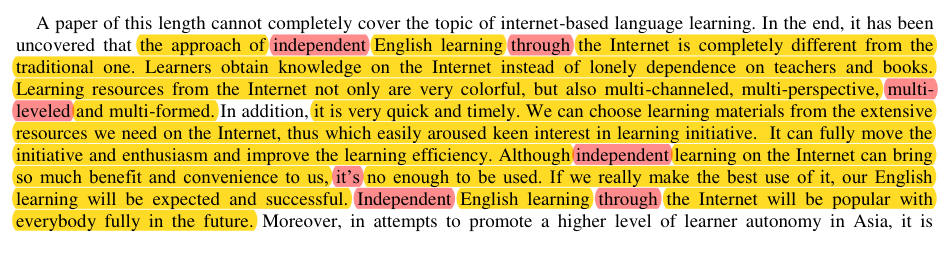 A paper of this length cannot completely cover the topic of internet-based language learning. In the end, it has been
uncovered that the approach of independent English learning through the Internet is completely different from the
traditional one. Learners obtain knowledge on the Internet instead of lonely dependence on teachers and books.
Learning resources from the Internet not only are very colorful, but also multi-channeled, multi-perspective, multi-
leveled and multi-formed. In addition, it is very quick and timely. We can choose learning materials from the extensive
resources we need on the Internet, thus which easily aroused keen interest in learning initiative. It can fully move the
initiative and enthusiasm and improve the learning efficiency. Although independent learning on the Internet can bring
so much benefit and convenience to us, it's no enough to be used. If we really make the best use of it, our English
learning will be expected and successful. Independent English learning through the Internet will be popular with
everybody fully in the future. Moreover, in attempts to promote a higher level of learner autonomy in Asia, it is